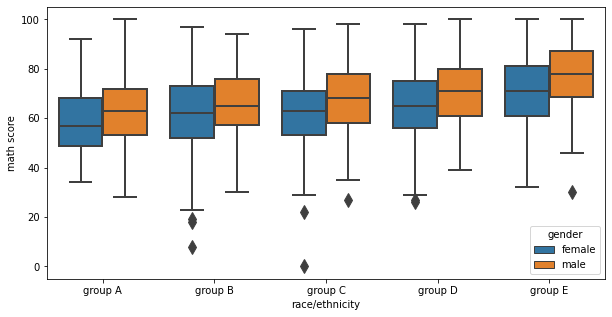 100
80
60
40
20
0
math score
group A
group B
group C
group D
group E
race/ethnicity
gender
female
male